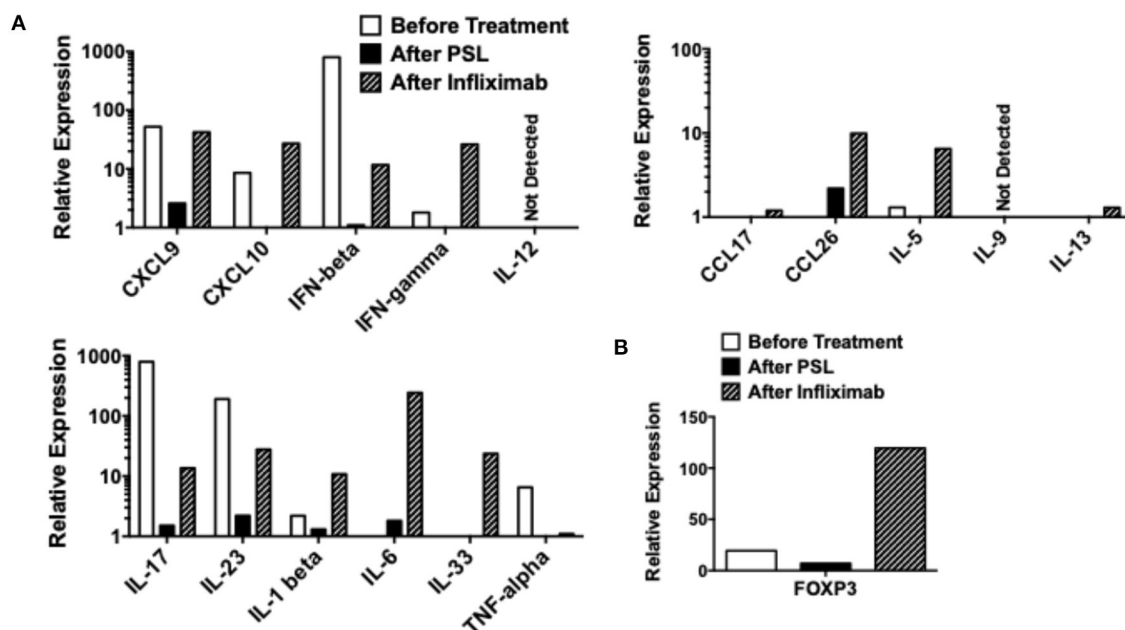 A
Before Treatment
After PSL
After Infliximab
Relative Expression
1000
100
10
1
CXCL9
CXCL10
IFN-beta
IFN-gamma
IL-12
Not Detected
Relative Expression
100
10
1
CCL17
CCL26
IL-5
IL-9
IL-13
Not Detected
Relative Expression
1000
100
10
1
IL-17
IL-23
IL-1 beta
IL-6
IL-33
TNF-alpha
B
Before Treatment
After PSL
After Infliximab
Relative Expression
150
100
50
0
FOXP3